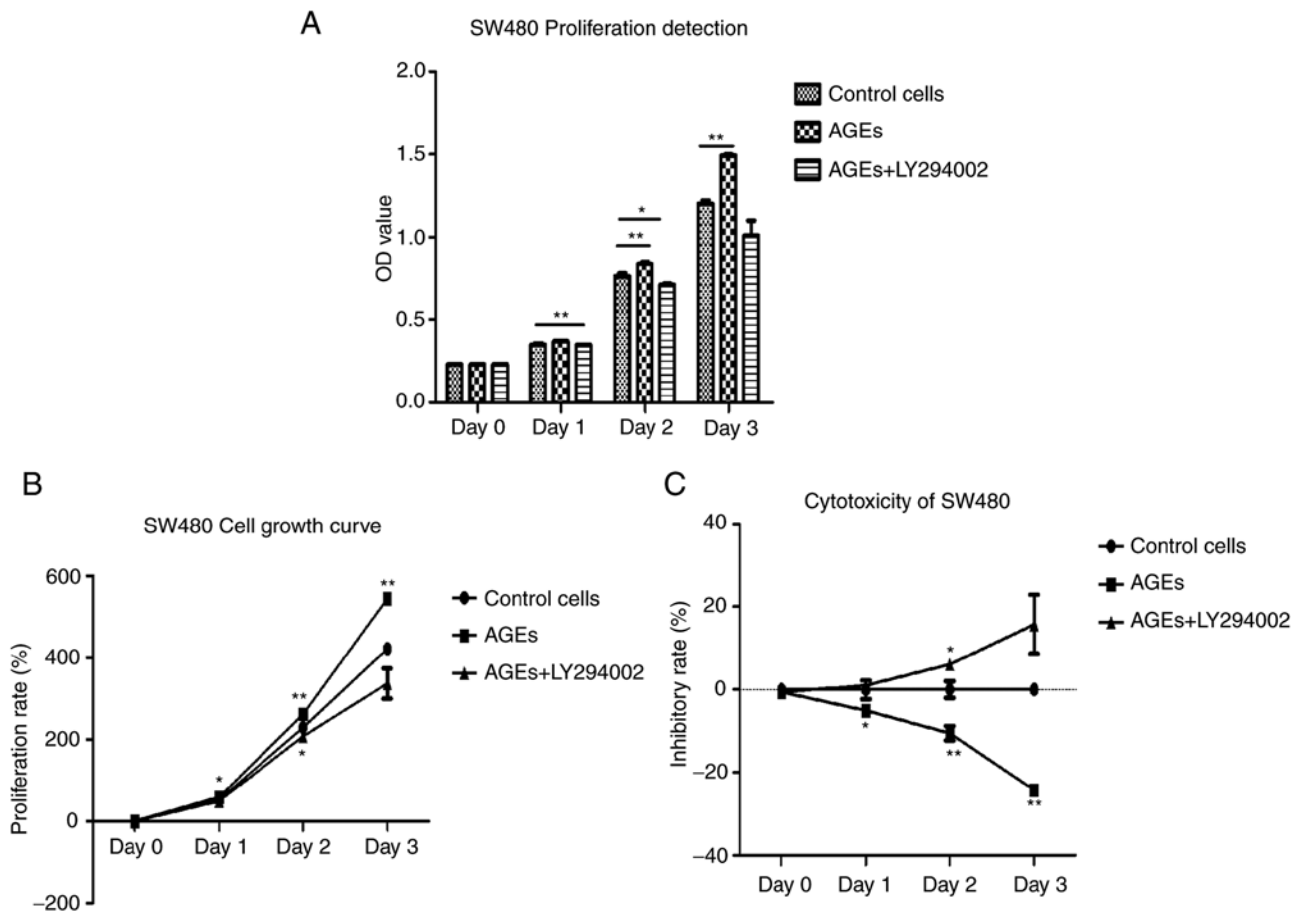 A
SW480 Proliferation detection
2.0
1.5
1.0
0.5
0.0
OD value
**
**
*
**
Day 0
Day 1
Day 2
Day 3
Control cells
AGEs
AGEs+LY294002
B
SW480 Cell growth curve
600
400
200
0
−200
Proliferation rate (%)
*
**
*
**
Day 0
Day 1
Day 2
Day 3
Control cells
AGEs
AGEs+LY294002
C
Cytotoxicity of SW480
40
20
0
−20
−40
Inhibitory rate (%)
*
*
**
**
Day 0
Day 1
Day 2
Day 3
Control cells
AGEs
AGEs+LY294002